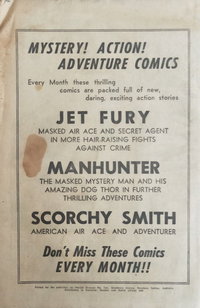 MYSTERY! ACTION!
ADVENTURE COMICS
Every Month these thrilling
comics are packed full of new,
daring, exciting action stories
JET FURY
MASKED AIR ACE AND SECRET AGENT
IN MORE HAIR-RAISING FIGHTS
AGAINST CRIME
MANHUNTER
THE MASKED MYSTERY MAN AND HIS
AMAZING DOG THOR IN FURTHER
THRILLING ADVENTURES
SCORCHY SMITH
AMERICAN AIR ACE AND ADVENTURER
Don't Miss These Comics
EVERY MONTH!!